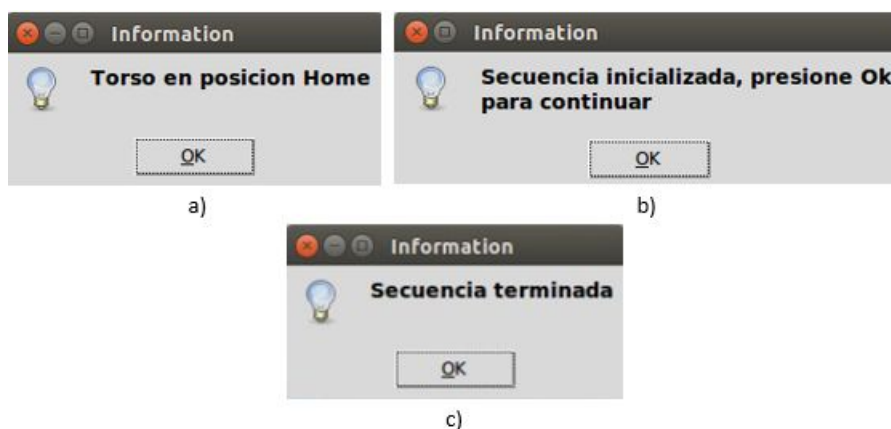 Information
Torso en posicion Home
OK
a)
Information
Secuencia inicializada, presione Ok
para continuar
OK
b)
Information
Secuencia terminada
OK
c)